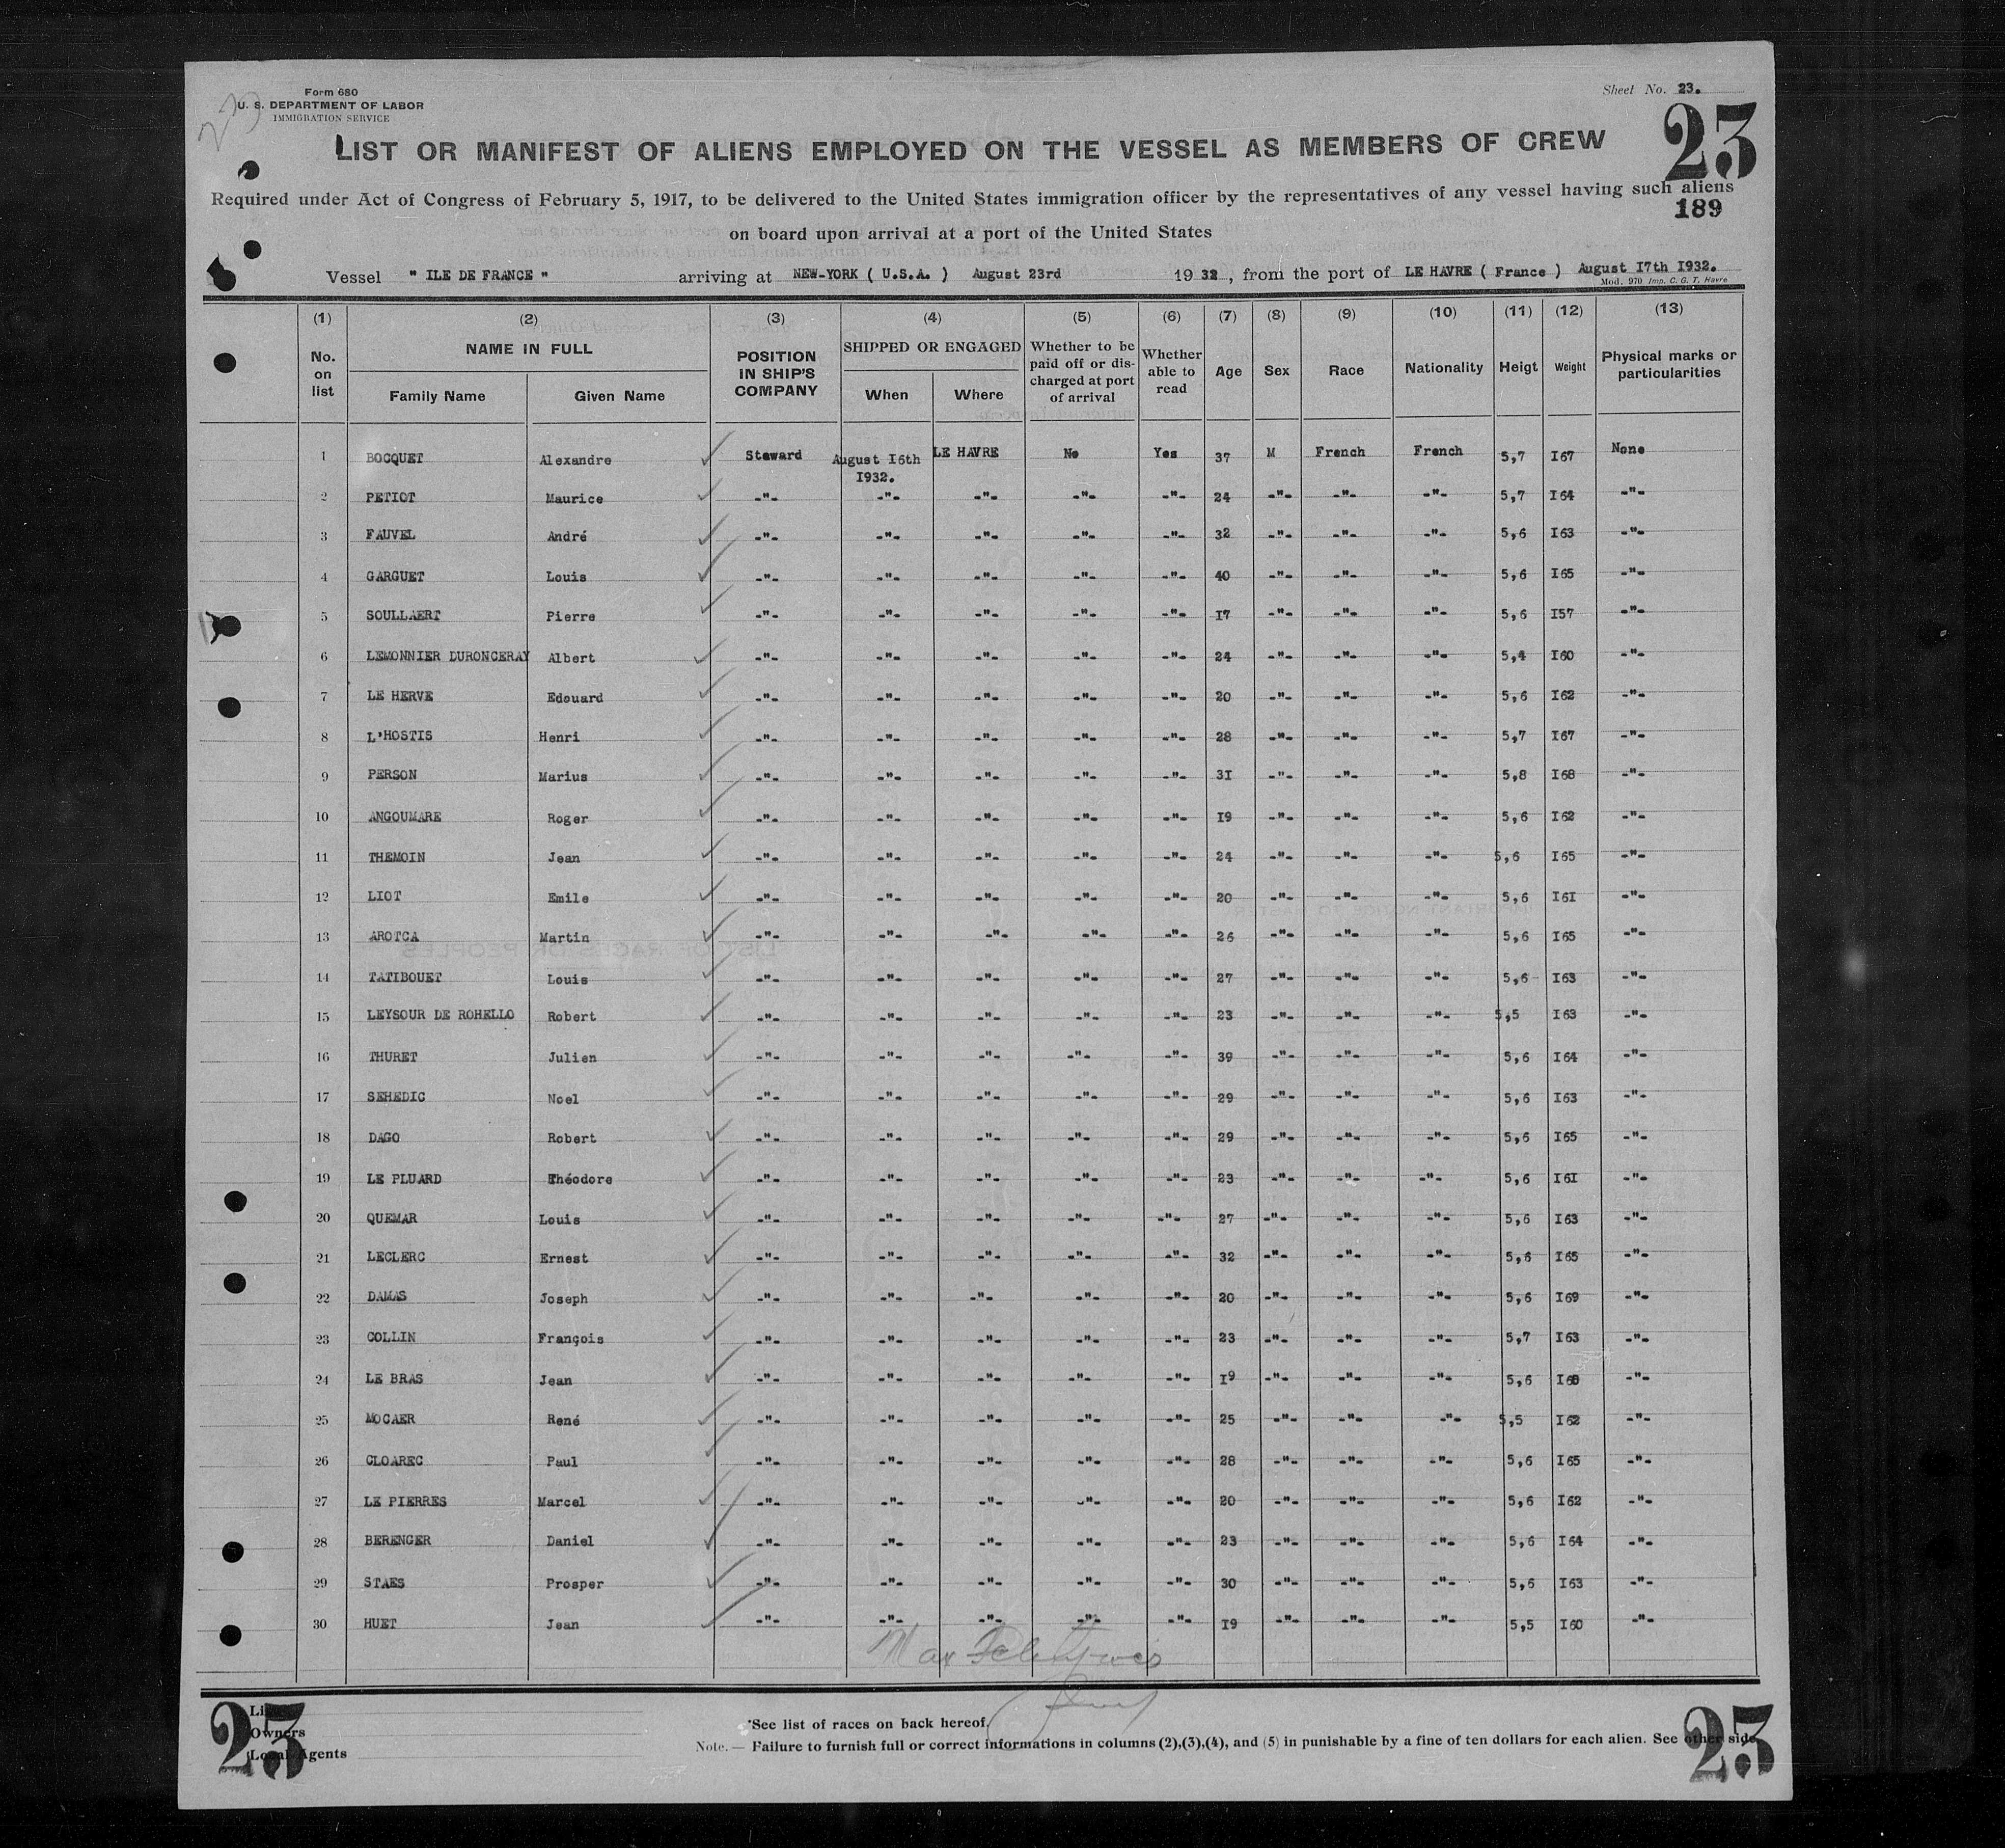 Form 680
U. S. DEPARTMENT OF LABOR
IMMIGRATION SERVICE
Sheet No. 23.
23
23
LIST OR MANIFEST OF ALIENS EMPLOYED ON THE VESSEL AS MEMBERS OF CREW
Required under Act of Congress of February 5, 1917, to be delivered to the United States immigration officer by the representatives of any vessel having such aliens
189
on board upon arrival at a port of the United States
Vessel " ILE DE FRANCE " arriving at NEW-YORK ( U.S.A. ) August 23rd 1932, from the port of LE HAVRE ( France ) August I7th I932.
Mod. 970 Imp. C. G. T. Havre
(1) (2) (3) (4) (5) (6) (7) (8) (9) (10) (11) (12) (13)
No. on list NAME IN FULL Family Name Given Name POSITION IN SHIP'S COMPANY SHIPPED OR ENGAGED When Where Whether to be paid off or discharged at port of arrival Whether able to read Age Sex Race Nationality Heigt Weight Physical marks or particularities
1 BOCQUET Alexandre Steward August I6th I932. LE HAVRE No Yes 37 M French French 5,7 I67 None
2 PETIOT Maurice -"- -"- -"- -"- -"- 24 -"- -"- -"- 5,7 I64 -"-
3 FAUVEL André -"- -"- -"- -"- -"- 32 -"- -"- -"- 5,6 I63 -"-
4 GARGUET Louis -"- -"- -"- -"- -"- 40 -"- -"- -"- 5,6 I65 -"-
5 SOULLAERT Pierre -"- -"- -"- -"- -"- I7 -"- -"- -"- 5,6 I57 -"-
6 LEMONNIER DURONCERAY Albert -"- -"- -"- -"- -"- 24 -"- -"- -"- 5,4 I60 -"-
7 LE HERVE Edouard -"- -"- -"- -"- -"- 20 -"- -"- -"- 5,6 I62 -"-
8 L'HOSTIS Henri -"- -"- -"- -"- -"- 28 -"- -"- -"- 5,7 I67 -"-
9 PERSON Marius -"- -"- -"- -"- -"- 3I -"- -"- -"- 5,8 I68 -"-
10 ANGOUMARE Roger -"- -"- -"- -"- -"- I9 -"- -"- -"- 5,6 I62 -"-
11 THEMOIN Jean -"- -"- -"- -"- -"- 24 -"- -"- -"- 5,6 I65 -"-
12 LIOT Emile -"- -"- -"- -"- -"- 20 -"- -"- -"- 5,6 I6I -"-
13 AROTCA Martin -"- -"- -"- -"- -"- 26 -"- -"- -"- 5,6 I65 -"-
14 TATIBOUET Louis -"- -"- -"- -"- -"- 27 -"- -"- -"- 5,6 I63 -"-
15 LEYSOUR DE ROHELLO Robert -"- -"- -"- -"- -"- 23 -"- -"- -"- 5,5 I63 -"-
16 THURET Julien -"- -"- -"- -"- -"- 39 -"- -"- -"- 5,6 I64 -"-
17 SEHEDIC Noel -"- -"- -"- -"- -"- 29 -"- -"- -"- 5,6 I63 -"-
18 DAGO Robert -"- -"- -"- -"- -"- 29 -"- -"- -"- 5,6 I65 -"-
19 LE PLUARD Théodore -"- -"- -"- -"- -"- 23 -"- -"- -"- 5,6 I6I -"-
20 QUEMAR Louis -"- -"- -"- -"- -"- 27 -"- -"- -"- 5,6 I63 -"-
21 LECLERC Ernest -"- -"- -"- -"- -"- 32 -"- -"- -"- 5,6 I65 -"-
22 DAMAS Joseph -"- -"- -"- -"- -"- 20 -"- -"- -"- 5,6 I69 -"-
23 COLLIN François -"- -"- -"- -"- -"- 23 -"- -"- -"- 5,7 I63 -"-
24 LE BRAS Jean -"- -"- -"- -"- -"- I9 -"- -"- -"- 5,6 I60 -"-
25 MOCAER René -"- -"- -"- -"- -"- 25 -"- -"- -"- 5,5 I62 -"-
26 CLOAREC Paul -"- -"- -"- -"- -"- 28 -"- -"- -"- 5,6 I65 -"-
27 LE PIERRES Marcel -"- -"- -"- -"- -"- 20 -"- -"- -"- 5,6 I62 -"-
28 BERENGER Daniel -"- -"- -"- -"- -"- 23 -"- -"- -"- 5,6 I64 -"-
29 STAES Prosper -"- -"- -"- -"- -"- 30 -"- -"- -"- 5,6 I63 -"-
30 HUET Jean -"- -"- -"- -"- -"- I9 -"- -"- -"- 5,5 I60 -"-
Max
23
Owners
Local Agents
*See list of races on back hereof.
Note. — Failure to furnish full or correct informations in columns (2),(3),(4), and (5) in punishable by a fine of ten dollars for each alien. See other side
23